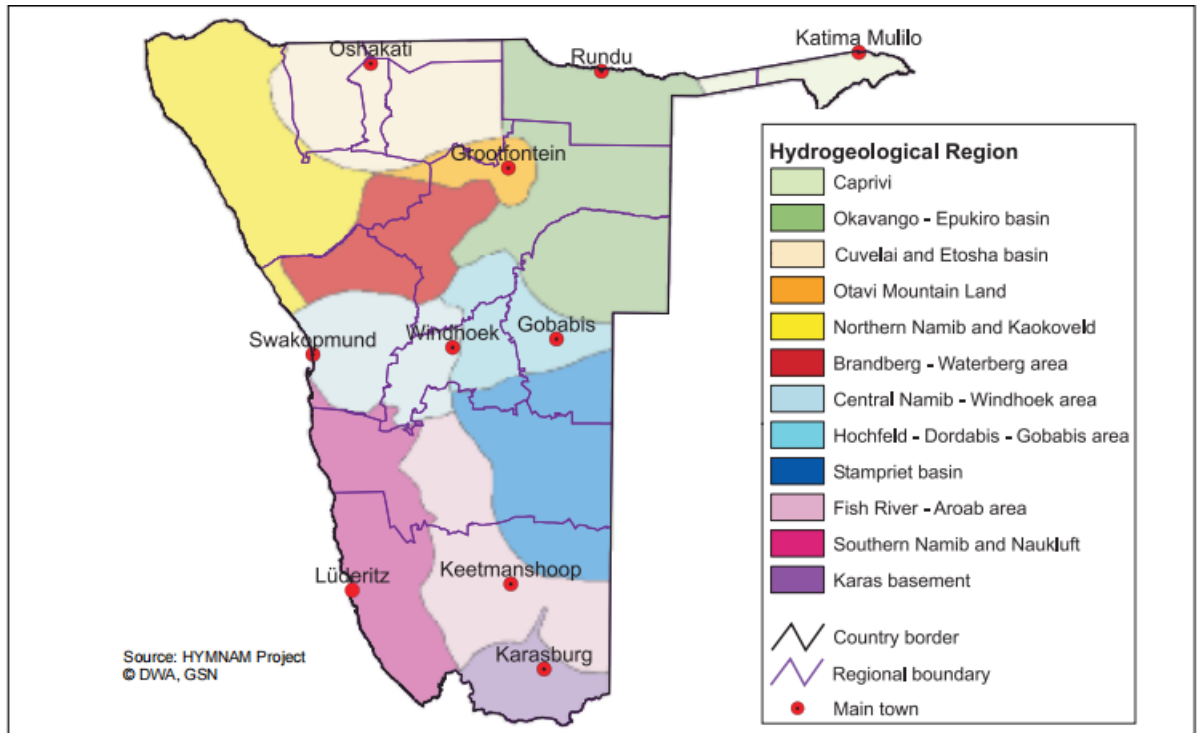 Katima Mulilo
Oshakati
Rundu
Grootfontein
Swakopmund
Windhoek
Gobabis
Lüderitz
Keetmanshoop
Karasburg
Source: HYMNAM Project
© DWA, GSN
Hydrogeological Region
Caprivi
Okavango - Epukiro basin
Cuvelai and Etosha basin
Otavi Mountain Land
Northern Namib and Kaokoveld
Brandberg - Waterberg area
Central Namib - Windhoek area
Hochfeld - Dordabis - Gobabis area
Stampriet basin
Fish River - Aroab area
Southern Namib and Naukluft
Karas basement
Country border
Regional boundary
Main town